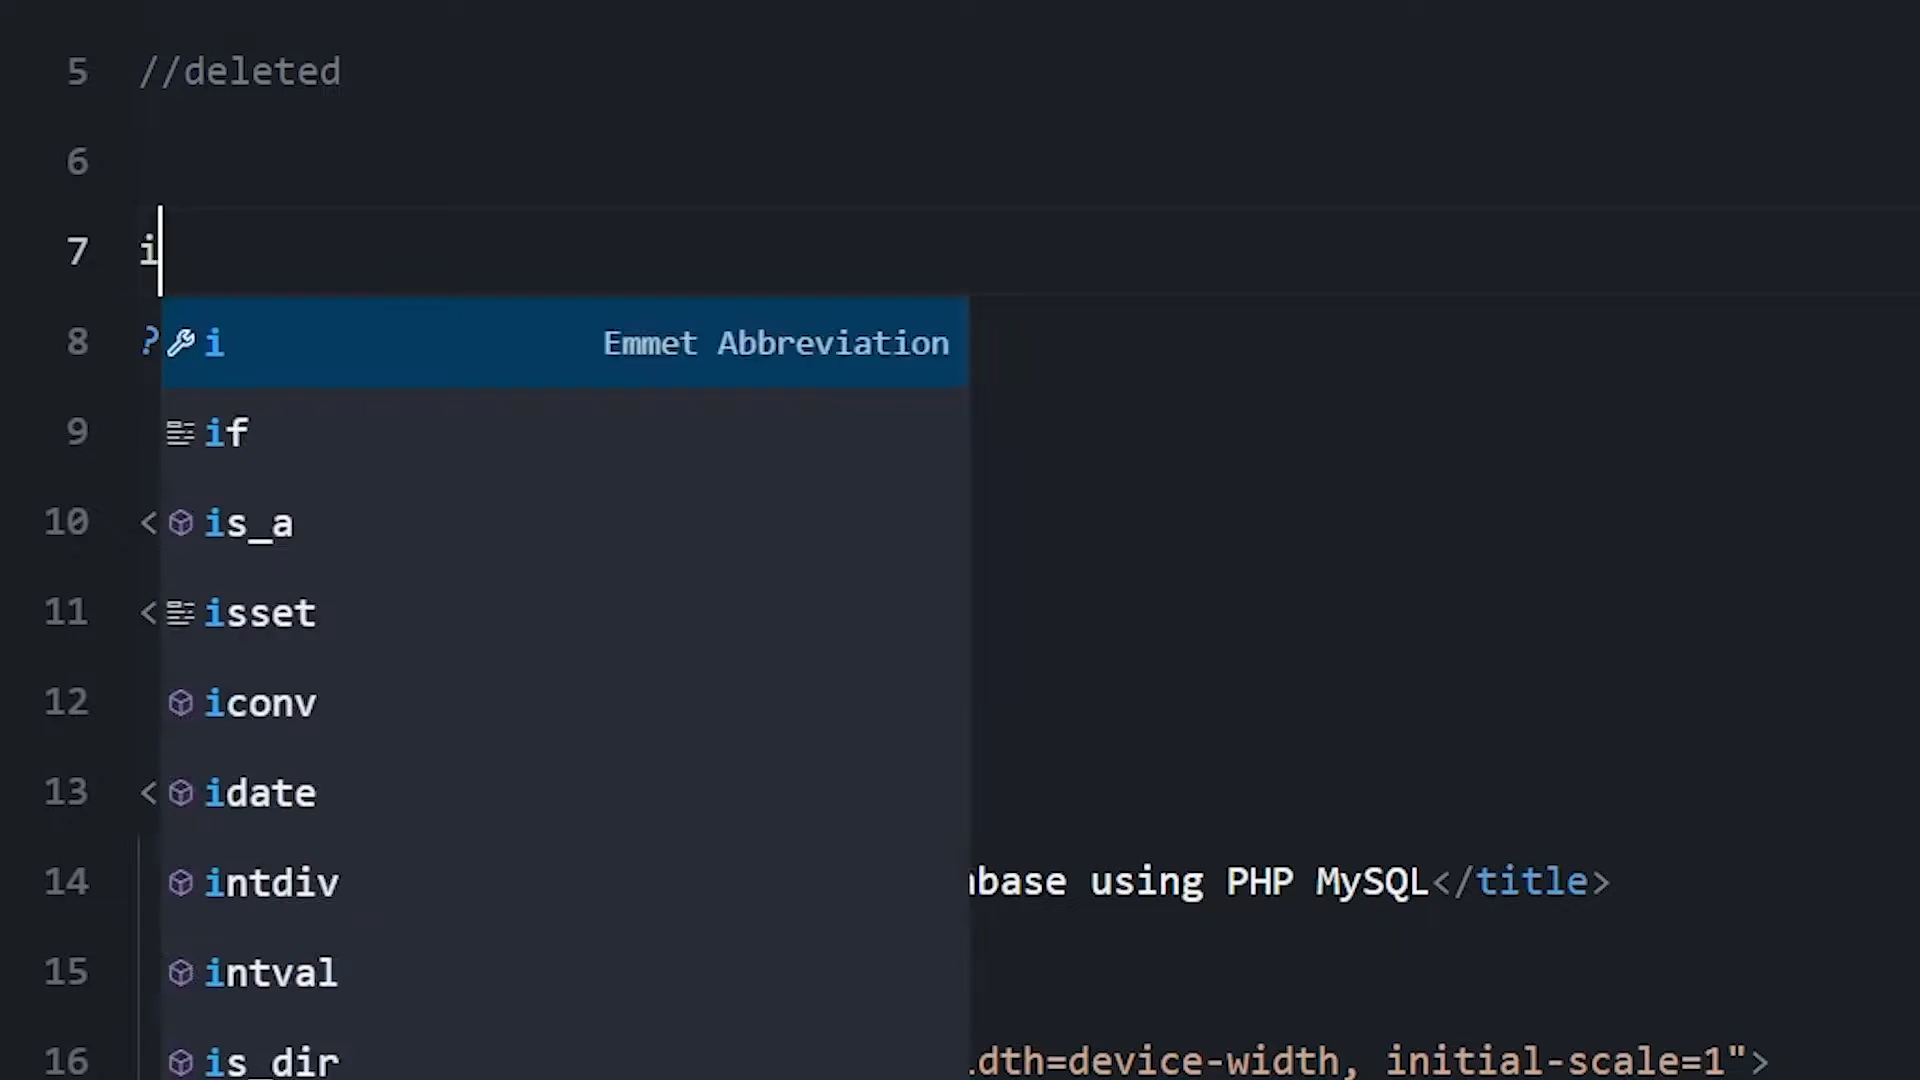 5 //deleted
6
7 i
8 ? i Emmet Abbreviation
9 if
10 < is_a
11 < isset
12 iconv
13 < idate
14 intdiv base using PHP MySQL</title>
15 intval
16 is_dir dth=device-width, initial-scale=1">